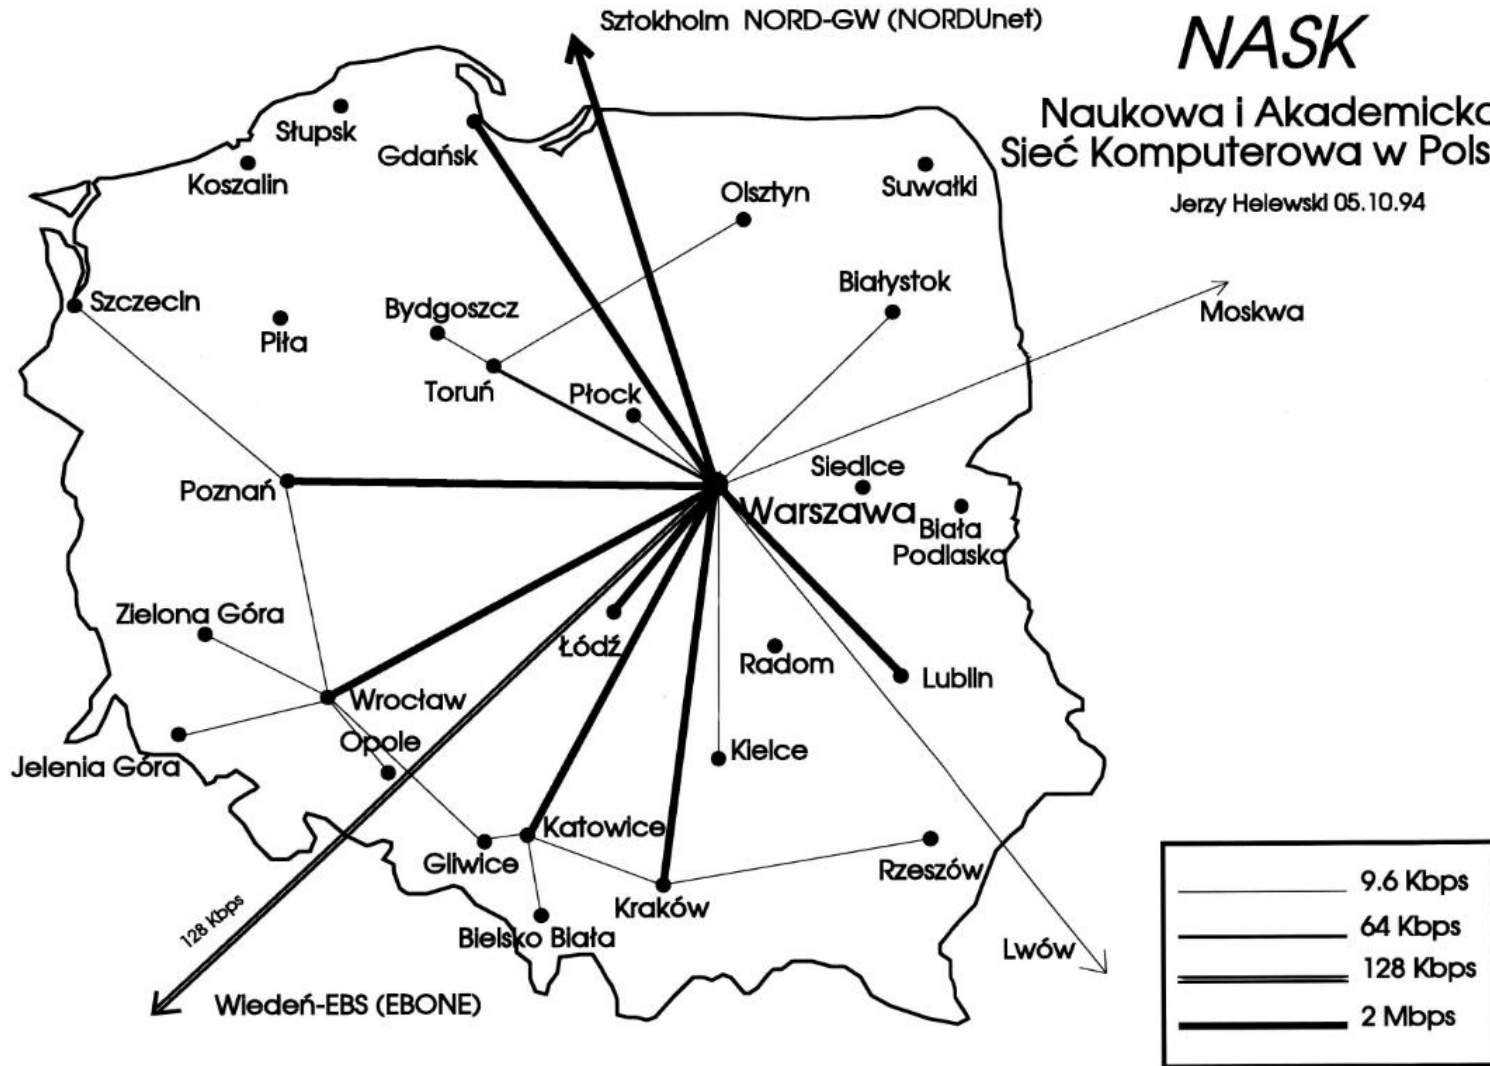 Sztokholm NORD-GW (NORDUnet)
NASK
Naukowa i Akademicka
Sieć Komputerowa w Pols
Jerzy Helewski 05.10.94
Słupsk
Gdańsk
Koszalin
Olsztyn
Suwałki
Szczecin
Piła
Bydgoszcz
Toruń
Płock
Białystok
Moskwa
Poznań
Siedlce
Warszawa
Biała
Podlaska
Zielona Góra
Łódź
Radom
Lublin
Wrocław
Opole
Jelenia Góra
Kielce
Katowice
Gliwice
Kraków
Rzeszów
Bielsko Biała
Lwów
128 Kbps
Wiedeń-EBS (EBONE)
9.6 Kbps
64 Kbps
128 Kbps
2 Mbps